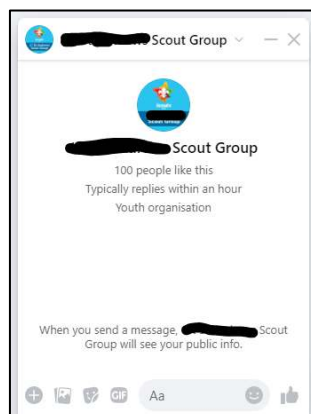 Scout Group
Scout Group
100 people like this
Typically replies within an hour
Youth organisation
When you send a message, Scout
Group will see your public info.
GIF
Aa